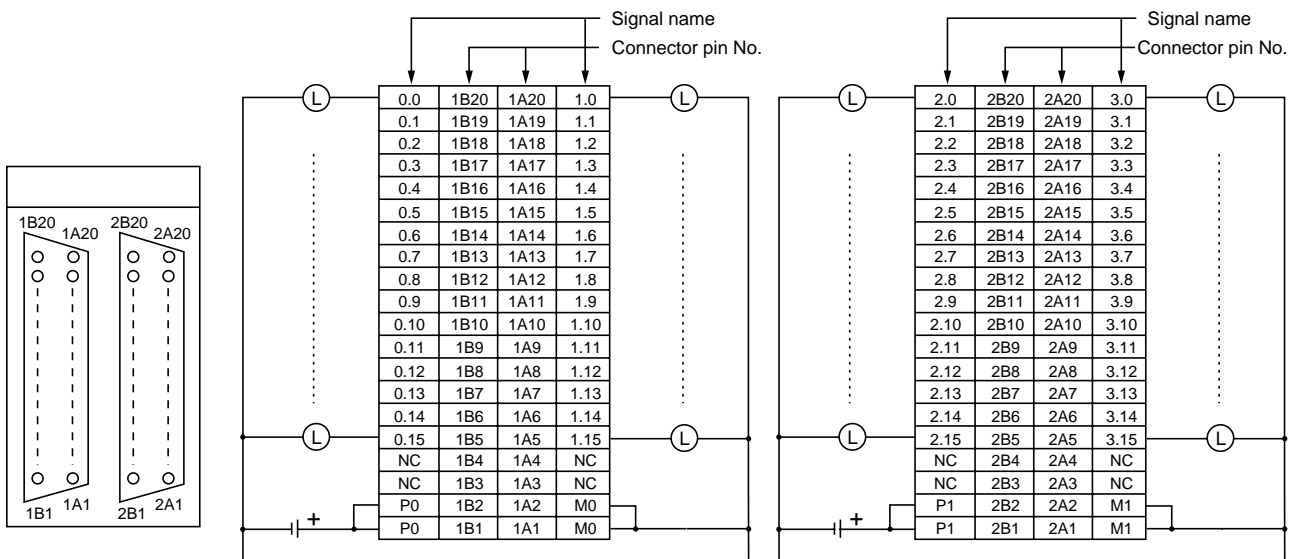 Signal name
Connector pin No.
Signal name
Connector pin No.
1B20 1A20 2B20 2A20
1B1 1A1 2B1 2A1
L L L L
0.0 1B20 1A20 1.0
0.1 1B19 1A19 1.1
0.2 1B18 1A18 1.2
0.3 1B17 1A17 1.3
0.4 1B16 1A16 1.4
0.5 1B15 1A15 1.5
0.6 1B14 1A14 1.6
0.7 1B13 1A13 1.7
0.8 1B12 1A12 1.8
0.9 1B11 1A11 1.9
0.10 1B10 1A10 1.10
0.11 1B9 1A9 1.11
0.12 1B8 1A8 1.12
0.13 1B7 1A7 1.13
0.14 1B6 1A6 1.14
0.15 1B5 1A5 1.15
NC 1B4 1A4 NC
NC 1B3 1A3 NC
P0 1B2 1A2 M0
P0 1B1 1A1 M0
2.0 2B20 2A20 3.0
2.1 2B19 2A19 3.1
2.2 2B18 2A18 3.2
2.3 2B17 2A17 3.3
2.4 2B16 2A16 3.4
2.5 2B15 2A15 3.5
2.6 2B14 2A14 3.6
2.7 2B13 2A13 3.7
2.8 2B12 2A12 3.8
2.9 2B11 2A11 3.9
2.10 2B10 2A10 3.10
2.11 2B9 2A9 3.11
2.12 2B8 2A8 3.12
2.13 2B7 2A7 3.13
2.14 2B6 2A6 3.14
2.15 2B5 2A5 3.15
NC 2B4 2A4 NC
NC 2B3 2A3 NC
P1 2B2 2A2 M1
P1 2B1 2A1 M1
L L L L
+ +